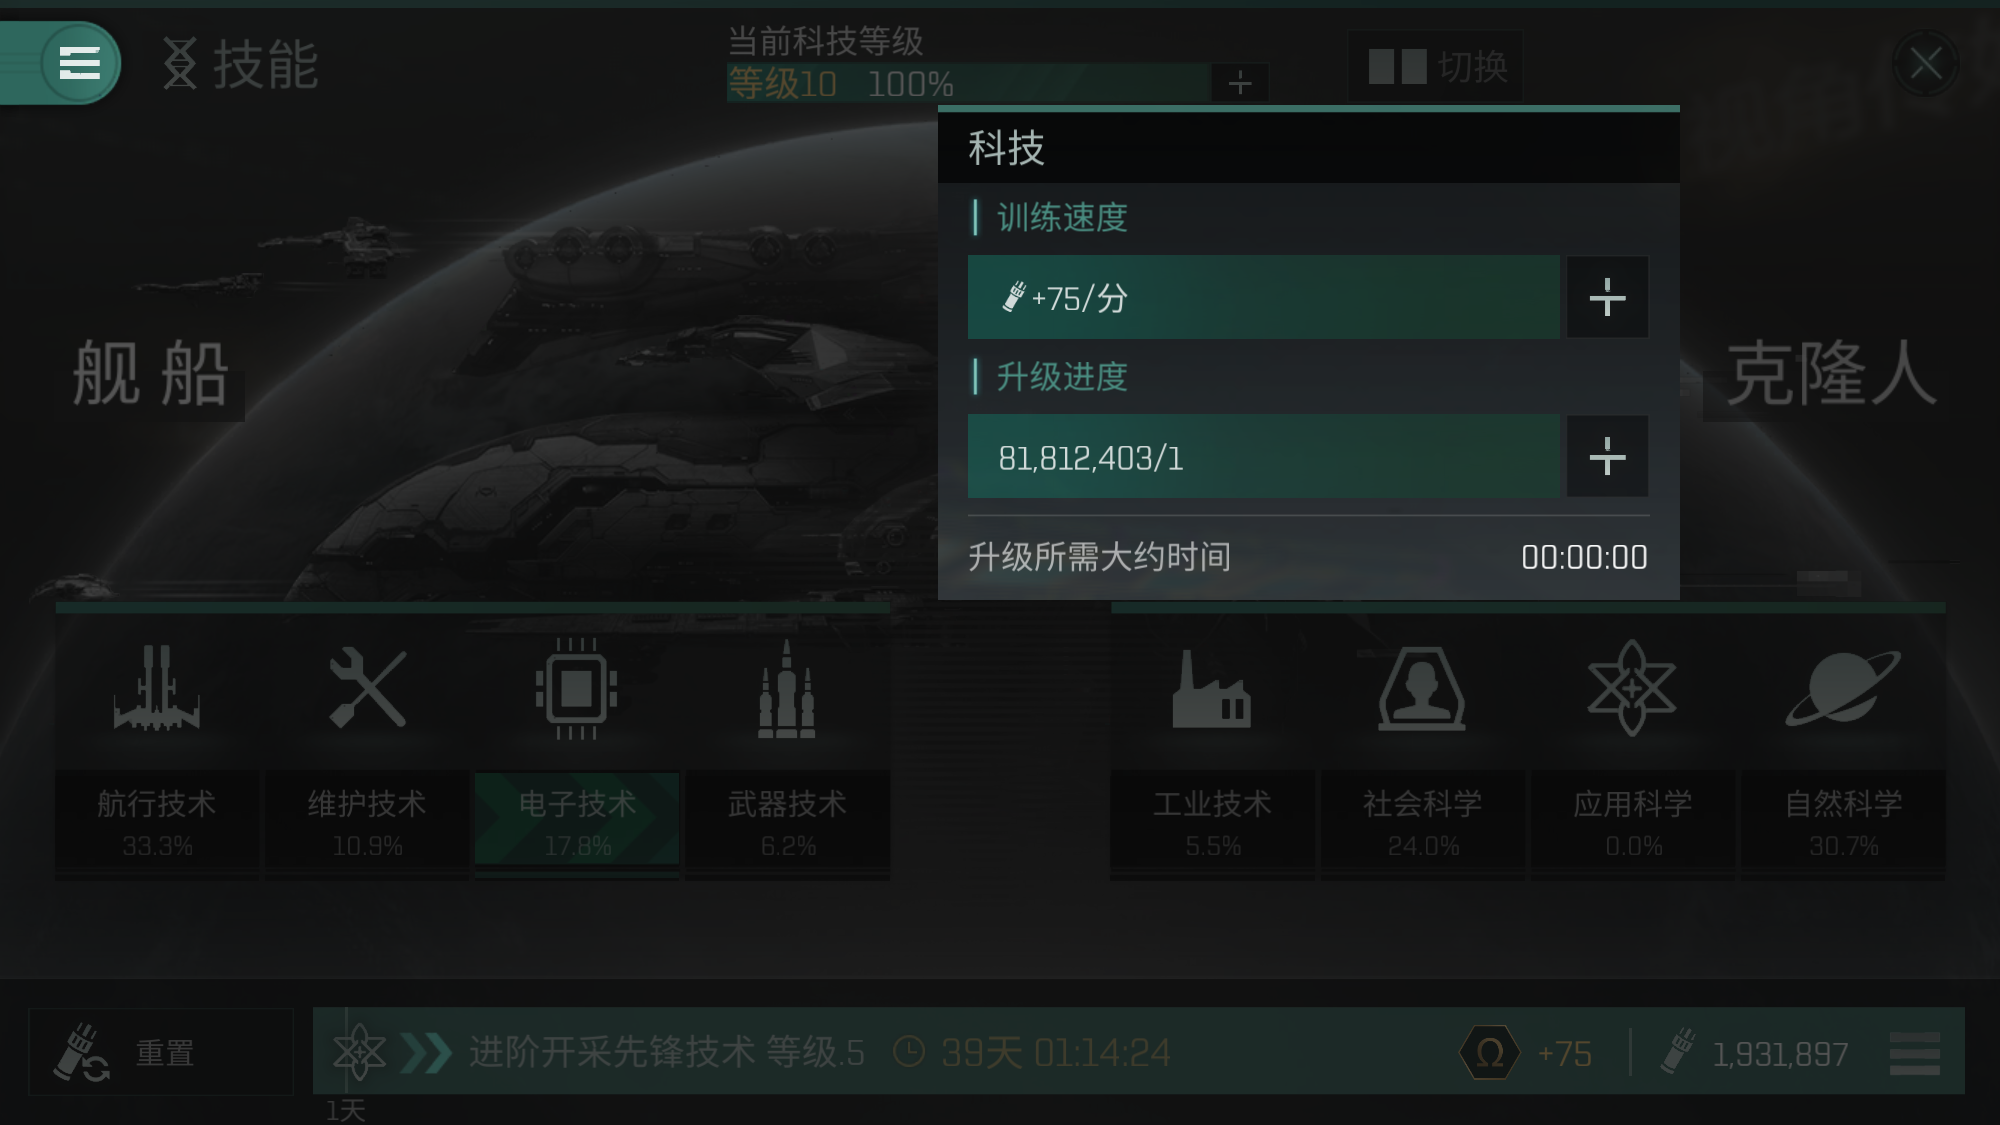 技能
当前科技等级
等级10 100%
切换
科技
训练速度
+75/分
升级进度
81,812,403/1
升级所需大约时间 00:00:00
舰船
克隆人
航行技术 维护技术 电子技术 武器技术
33.3% 10.9% 17.8% 6.2%
工业技术 社会科学 应用科学 自然科学
5.5% 24.0% 0.0% 30.7%
重置
进阶开采先锋技术 等级.5 39天 01:14:24 +75 1,931,897
1天